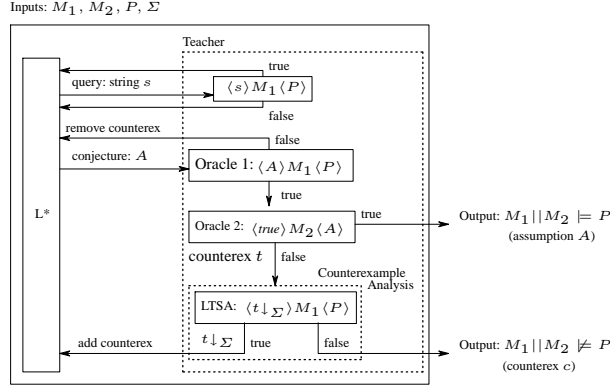 Inputs: M₁, M₂, P, Σ
Teacher
true
query: string s
⟨s⟩ M₁ ⟨P⟩
false
remove counterex
false
conjecture: A
Oracle 1: ⟨A⟩ M₁ ⟨P⟩
true
L*
Oracle 2: ⟨true⟩ M₂ ⟨A⟩
true
Output: M₁||M₂ ⊨ P
(assumption A)
counterex t
false
Counterexample
Analysis
LTSA: ⟨t↓Σ⟩ M₁ ⟨P⟩
add counterex
t↓Σ
true
false
Output: M₁||M₂ ⊭ P
(counterex c)